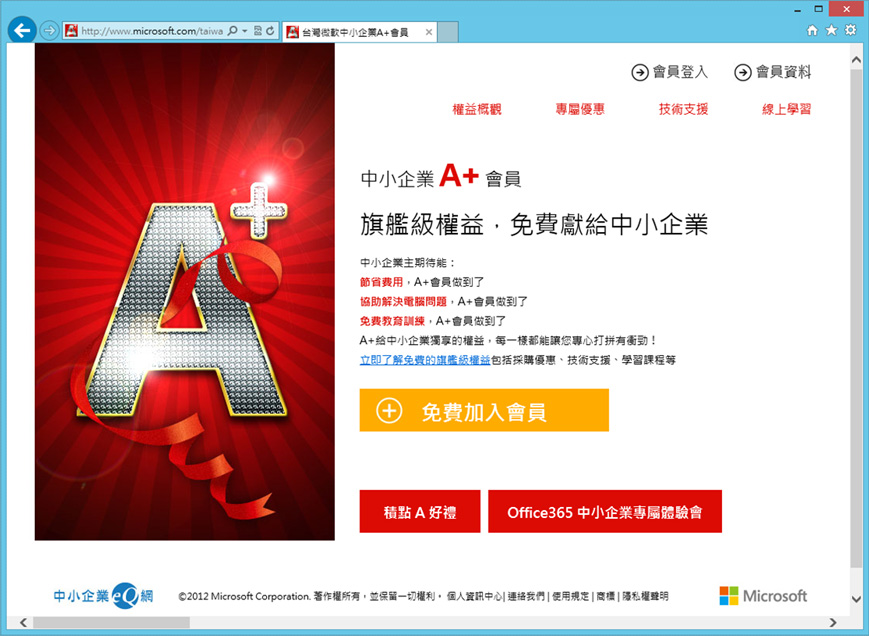 http://www.microsoft.com/taiwa
台灣微軟中小企業A+會員
會員登入
會員資料
權益概觀
專屬優惠
技術支援
線上學習
A+
中小企業 A+ 會員
旗艦級權益，免費獻給中小企業
中小企業主期待能：
節省費用，A+會員做到了
協助解決電腦問題，A+會員做到了
免費教育訓練，A+會員做到了
A+給中小企業獨享的權益，每一樣都能讓您專心打拼有衝勁！
立即了解免費的旗艦級權益包括採購優惠、技術支援、學習課程等
免費加入會員
積點 A 好禮
Office365 中小企業專屬體驗會
中小企業eQ網
©2012 Microsoft Corporation. 著作權所有，並保留一切權利。 個人資訊中心| 連絡我們 | 使用規定 | 商標 | 隱私權聲明
Microsoft